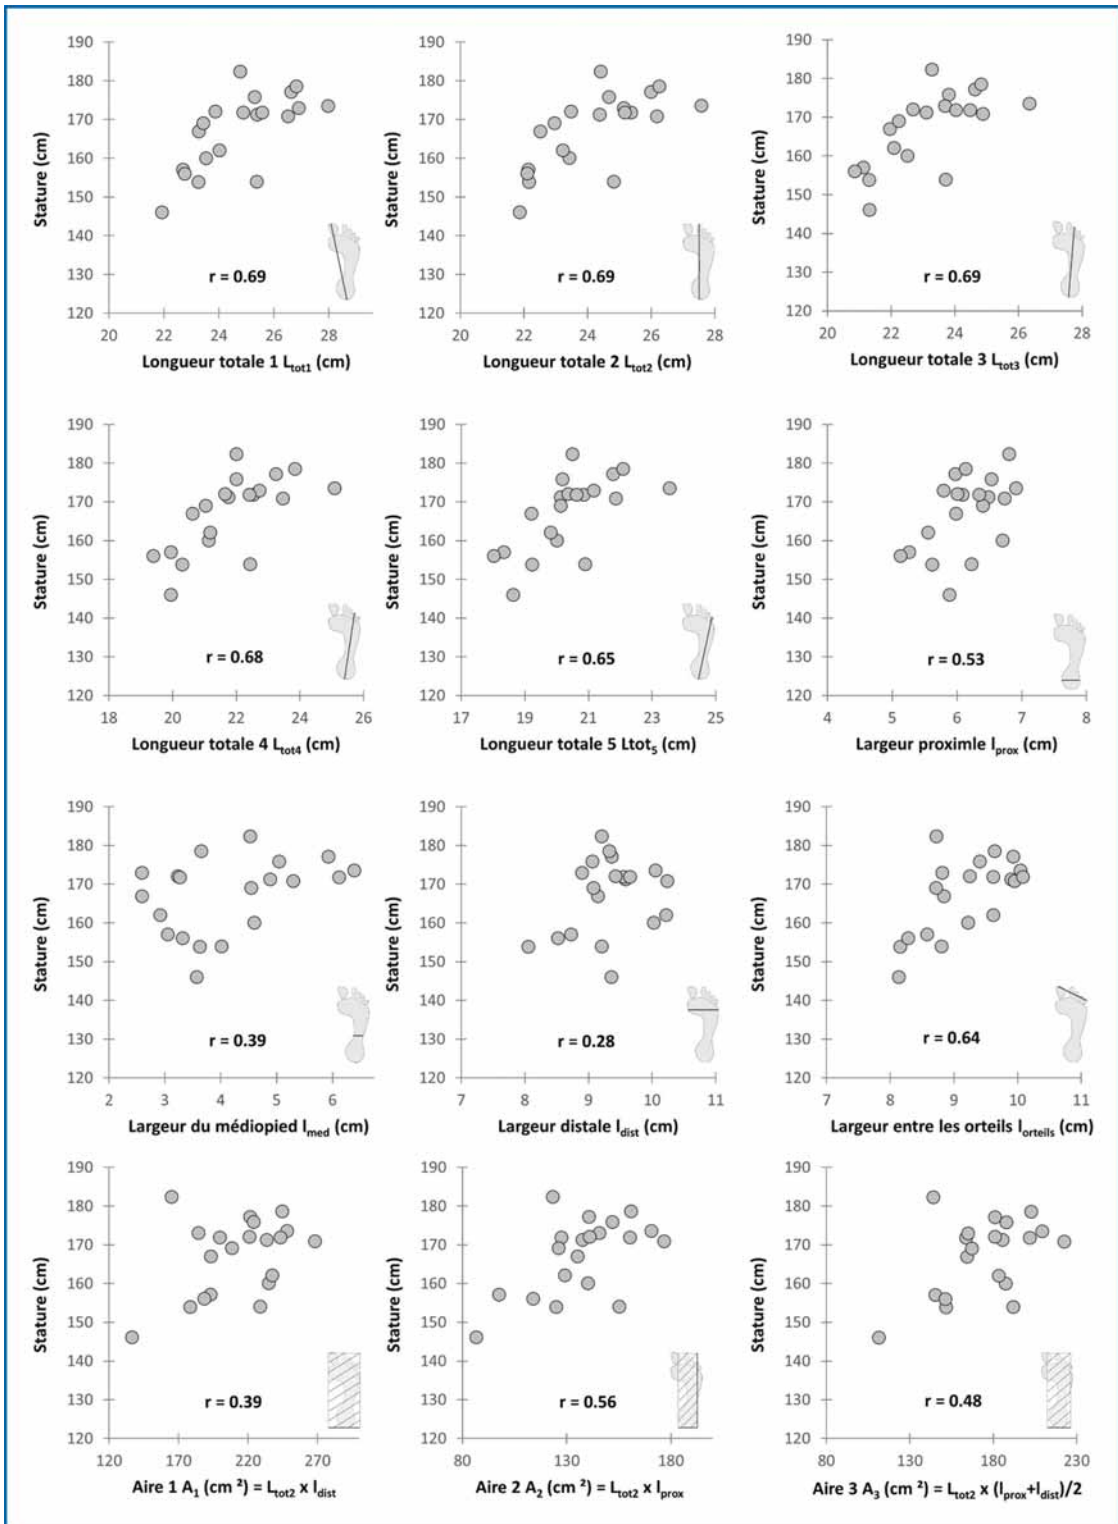 Stature (cm)
190
180
170
160
150
140
130
120
r = 0.69
20 22 24 26 28
Longueur totale 1 Ltot1 (cm)
Stature (cm)
190
180
170
160
150
140
130
120
r = 0.69
20 22 24 26 28
Longueur totale 2 Ltot2 (cm)
Stature (cm)
190
180
170
160
150
140
130
120
r = 0.69
20 22 24 26 28
Longueur totale 3 Ltot3 (cm)
Stature (cm)
190
180
170
160
150
140
130
120
r = 0.68
18 20 22 24 26
Longueur totale 4 Ltot4 (cm)
Stature (cm)
190
180
170
160
150
140
130
120
r = 0.65
17 19 21 23 25
Longueur totale 5 Ltot5 (cm)
Stature (cm)
190
180
170
160
150
140
130
120
r = 0.53
4 5 6 7 8
Largeur proximle lprox (cm)
Stature (cm)
190
180
170
160
150
140
130
120
r = 0.39
2 3 4 5 6
Largeur du médiopied lmed (cm)
Stature (cm)
190
180
170
160
150
140
130
120
r = 0.28
7 8 9 10 11
Largeur distale ldist (cm)
Stature (cm)
190
180
170
160
150
140
130
120
r = 0.64
7 8 9 10 11
Largeur entre les orteils lorteils (cm)
Stature (cm)
190
180
170
160
150
140
130
120
r = 0.39
120 170 220 270
Aire 1 A1 (cm ²) = Ltot2 x ldist
Stature (cm)
190
180
170
160
150
140
130
120
r = 0.56
80 130 180
Aire 2 A2 (cm ²) = Ltot2 x lprox
Stature (cm)
190
180
170
160
150
140
130
120
r = 0.48
80 130 180 230
Aire 3 A3 (cm ²) = Ltot2 x (lprox+ldist)/2